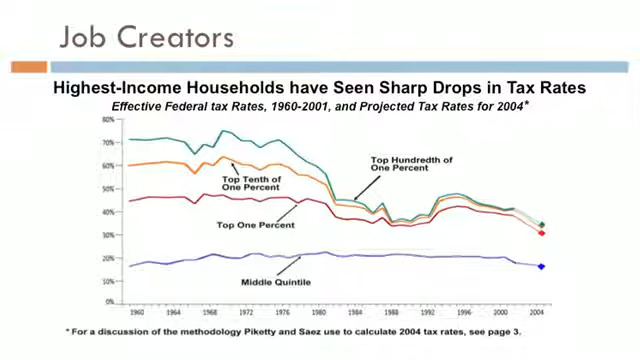 Job Creators
Highest-Income Households have Seen Sharp Drops in Tax Rates
Effective Federal tax Rates, 1960-2001, and Projected Tax Rates for 2004*
80%
70%
60%
50%
40%
30%
20%
10%
0%
Top Hundredth of
One Percent
Top Tenth of
One Percent
Top One Percent
Middle Quintile
1960 1964 1968 1972 1976 1980 1984 1988 1992 1996 2000 2004
* For a discussion of the methodology Piketty and Saez use to calculate 2004 tax rates, see page 3.